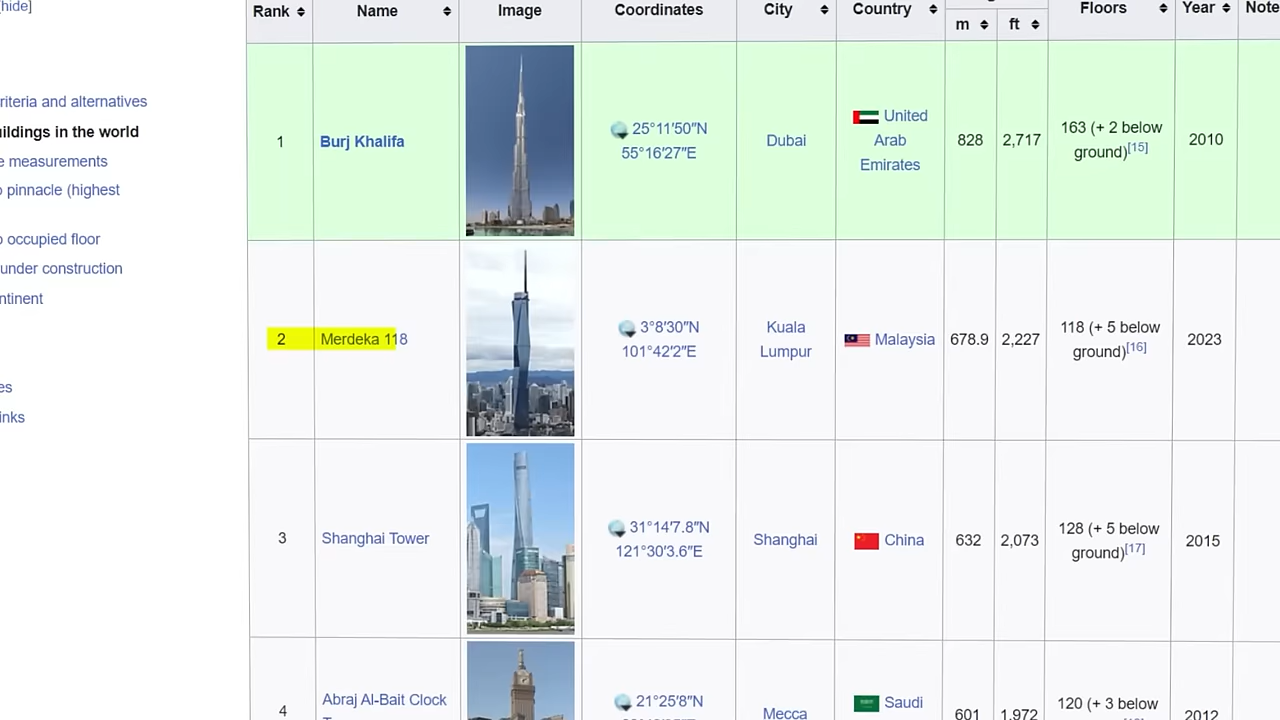 [hide]
riteria and alternatives
ildings in the world
e measurements
o pinnacle (highest
o occupied floor
under construction
ntinent
es
inks
Rank Name Image Coordinates City Country m ft Floors Year Note
1 Burj Khalifa 25°11′50″N 55°16′27″E Dubai United Arab Emirates 828 2,717 163 (+ 2 below ground)[15] 2010
2 Merdeka 118 3°8′30″N 101°42′2″E Kuala Lumpur Malaysia 678.9 2,227 118 (+ 5 below ground)[16] 2023
3 Shanghai Tower 31°14′7.8″N 121°30′3.6″E Shanghai China 632 2,073 128 (+ 5 below ground)[17] 2015
4 Abraj Al-Bait Clock 21°25′8″N Mecca Saudi 601 1,972 120 (+ 3 below 2012